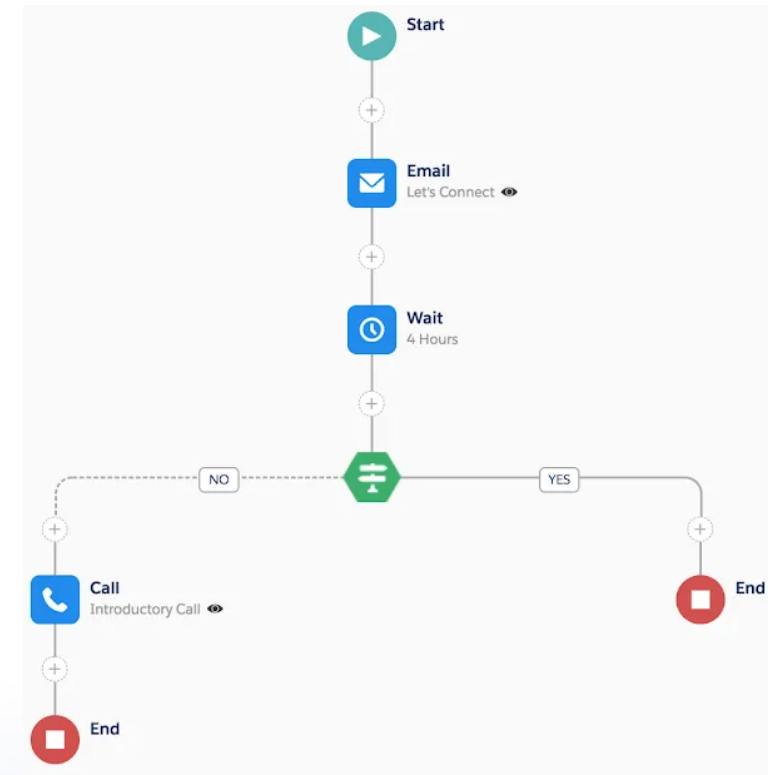 Start
Email
Let's Connect
Wait
4 Hours
NO
YES
Call
Introductory Call
End
End